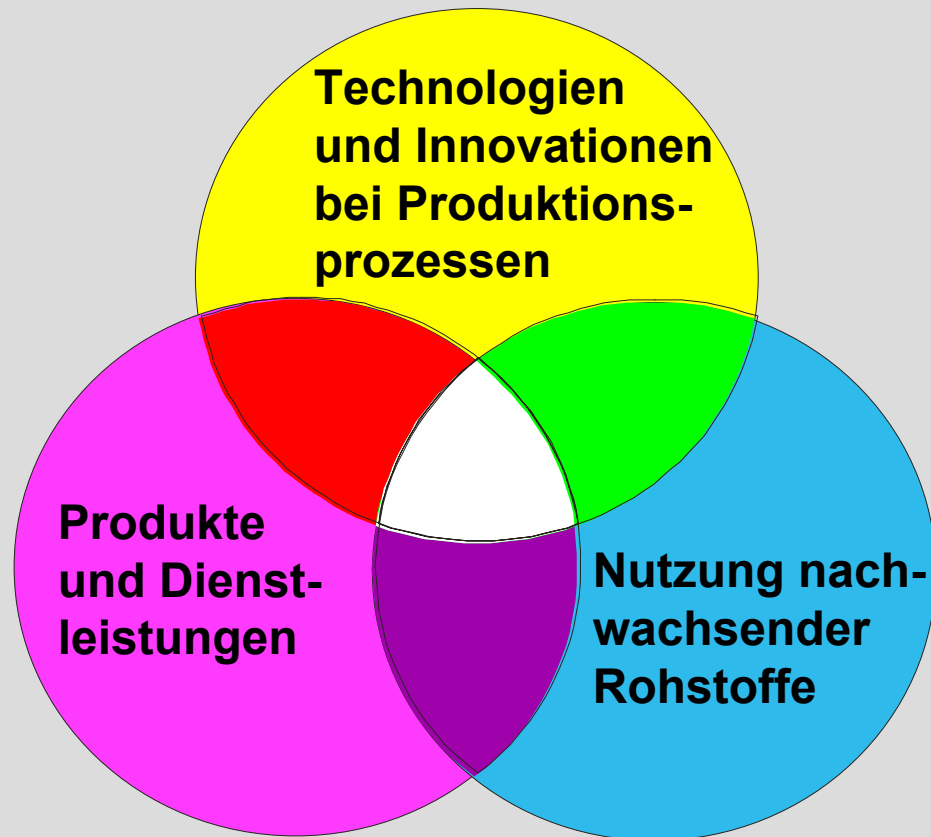 Technologien
und Innovationen
bei Produktions-
prozessen
Produkte
und Dienst-
leistungen
Nutzung nach-
wachsender
Rohstoffe